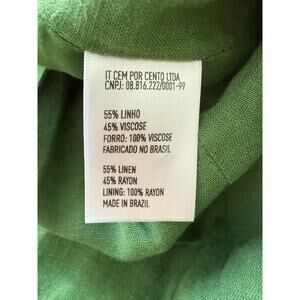 IT CEM POR CENTO LTDA
CNPJ: 08.816.222/0001-99
55% LINHO
45% VISCOSE
FORRO: 100% VISCOSE
FABRICADO NO BRASIL
55% LINEN
45% RAYON
LINING: 100% RAYON
MADE IN BRAZIL